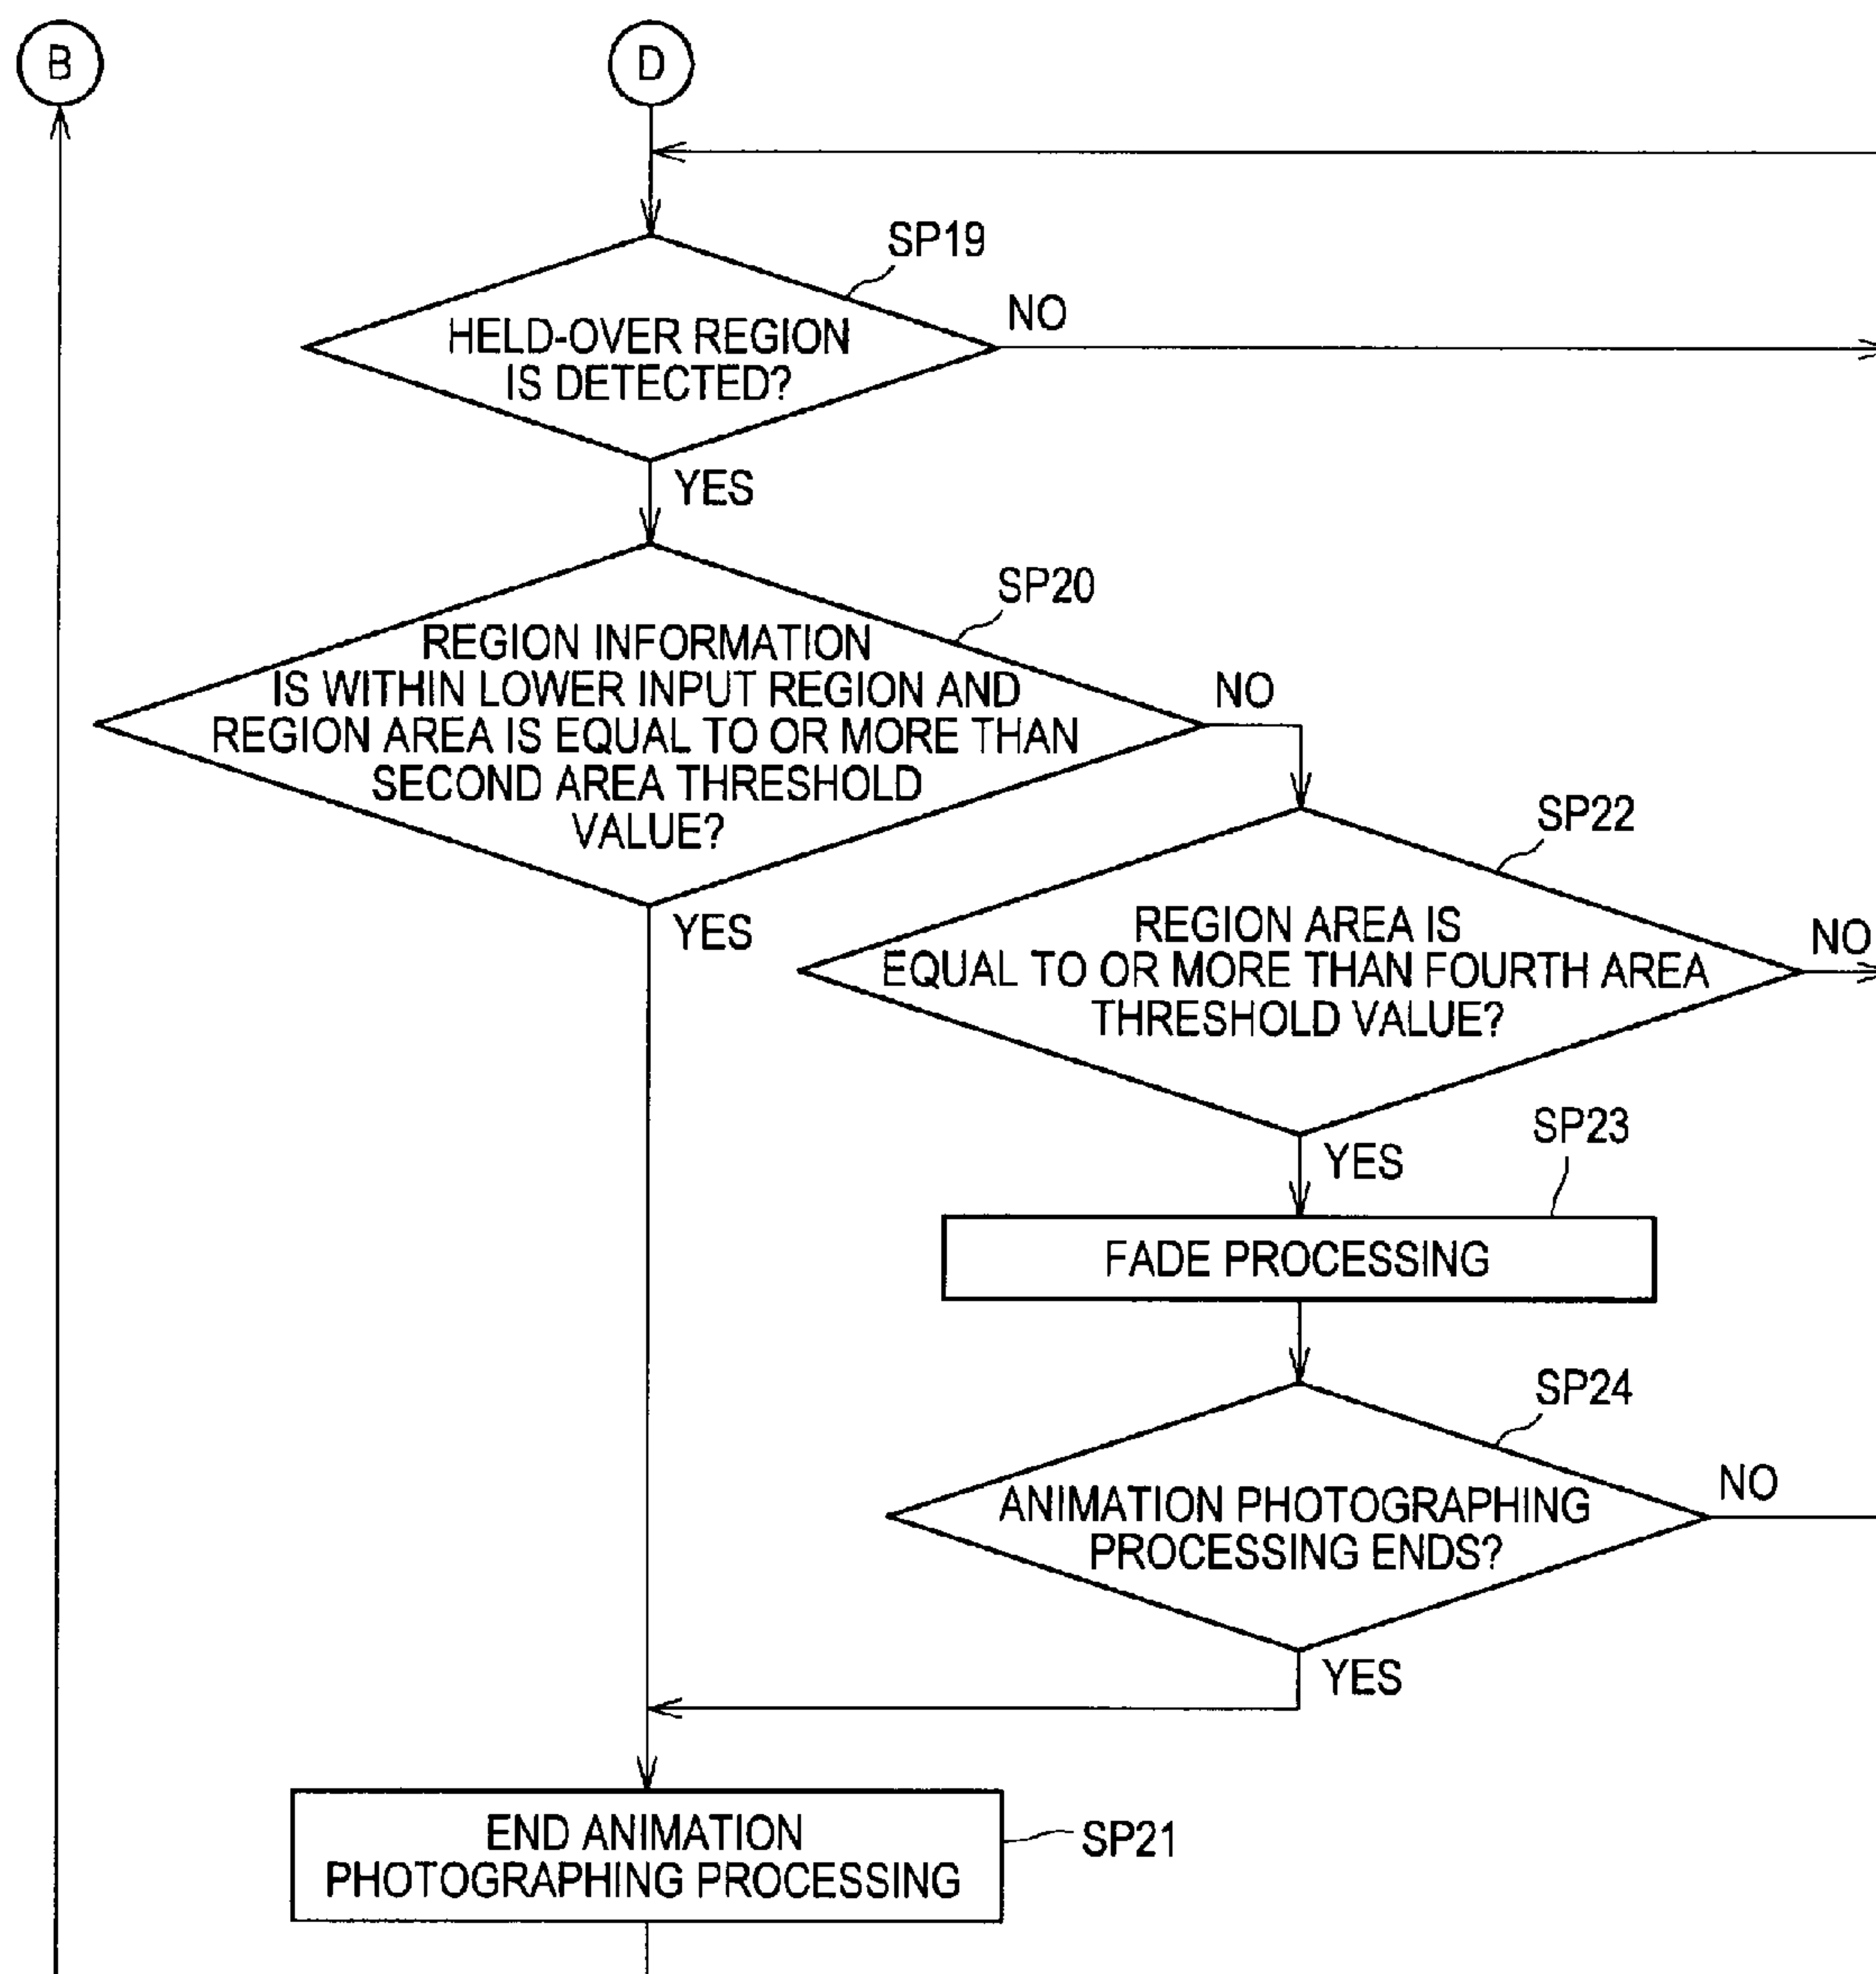 B
D
SP19
HELD-OVER REGION
IS DETECTED?
NO
YES
SP20
REGION INFORMATION
IS WITHIN LOWER INPUT REGION AND
REGION AREA IS EQUAL TO OR MORE THAN
SECOND AREA THRESHOLD
VALUE?
NO
YES
SP22
REGION AREA IS
EQUAL TO OR MORE THAN FOURTH AREA
THRESHOLD VALUE?
NO
YES
SP23
FADE PROCESSING
SP24
ANIMATION PHOTOGRAPHING
PROCESSING ENDS?
NO
YES
END ANIMATION
PHOTOGRAPHING PROCESSING
SP21